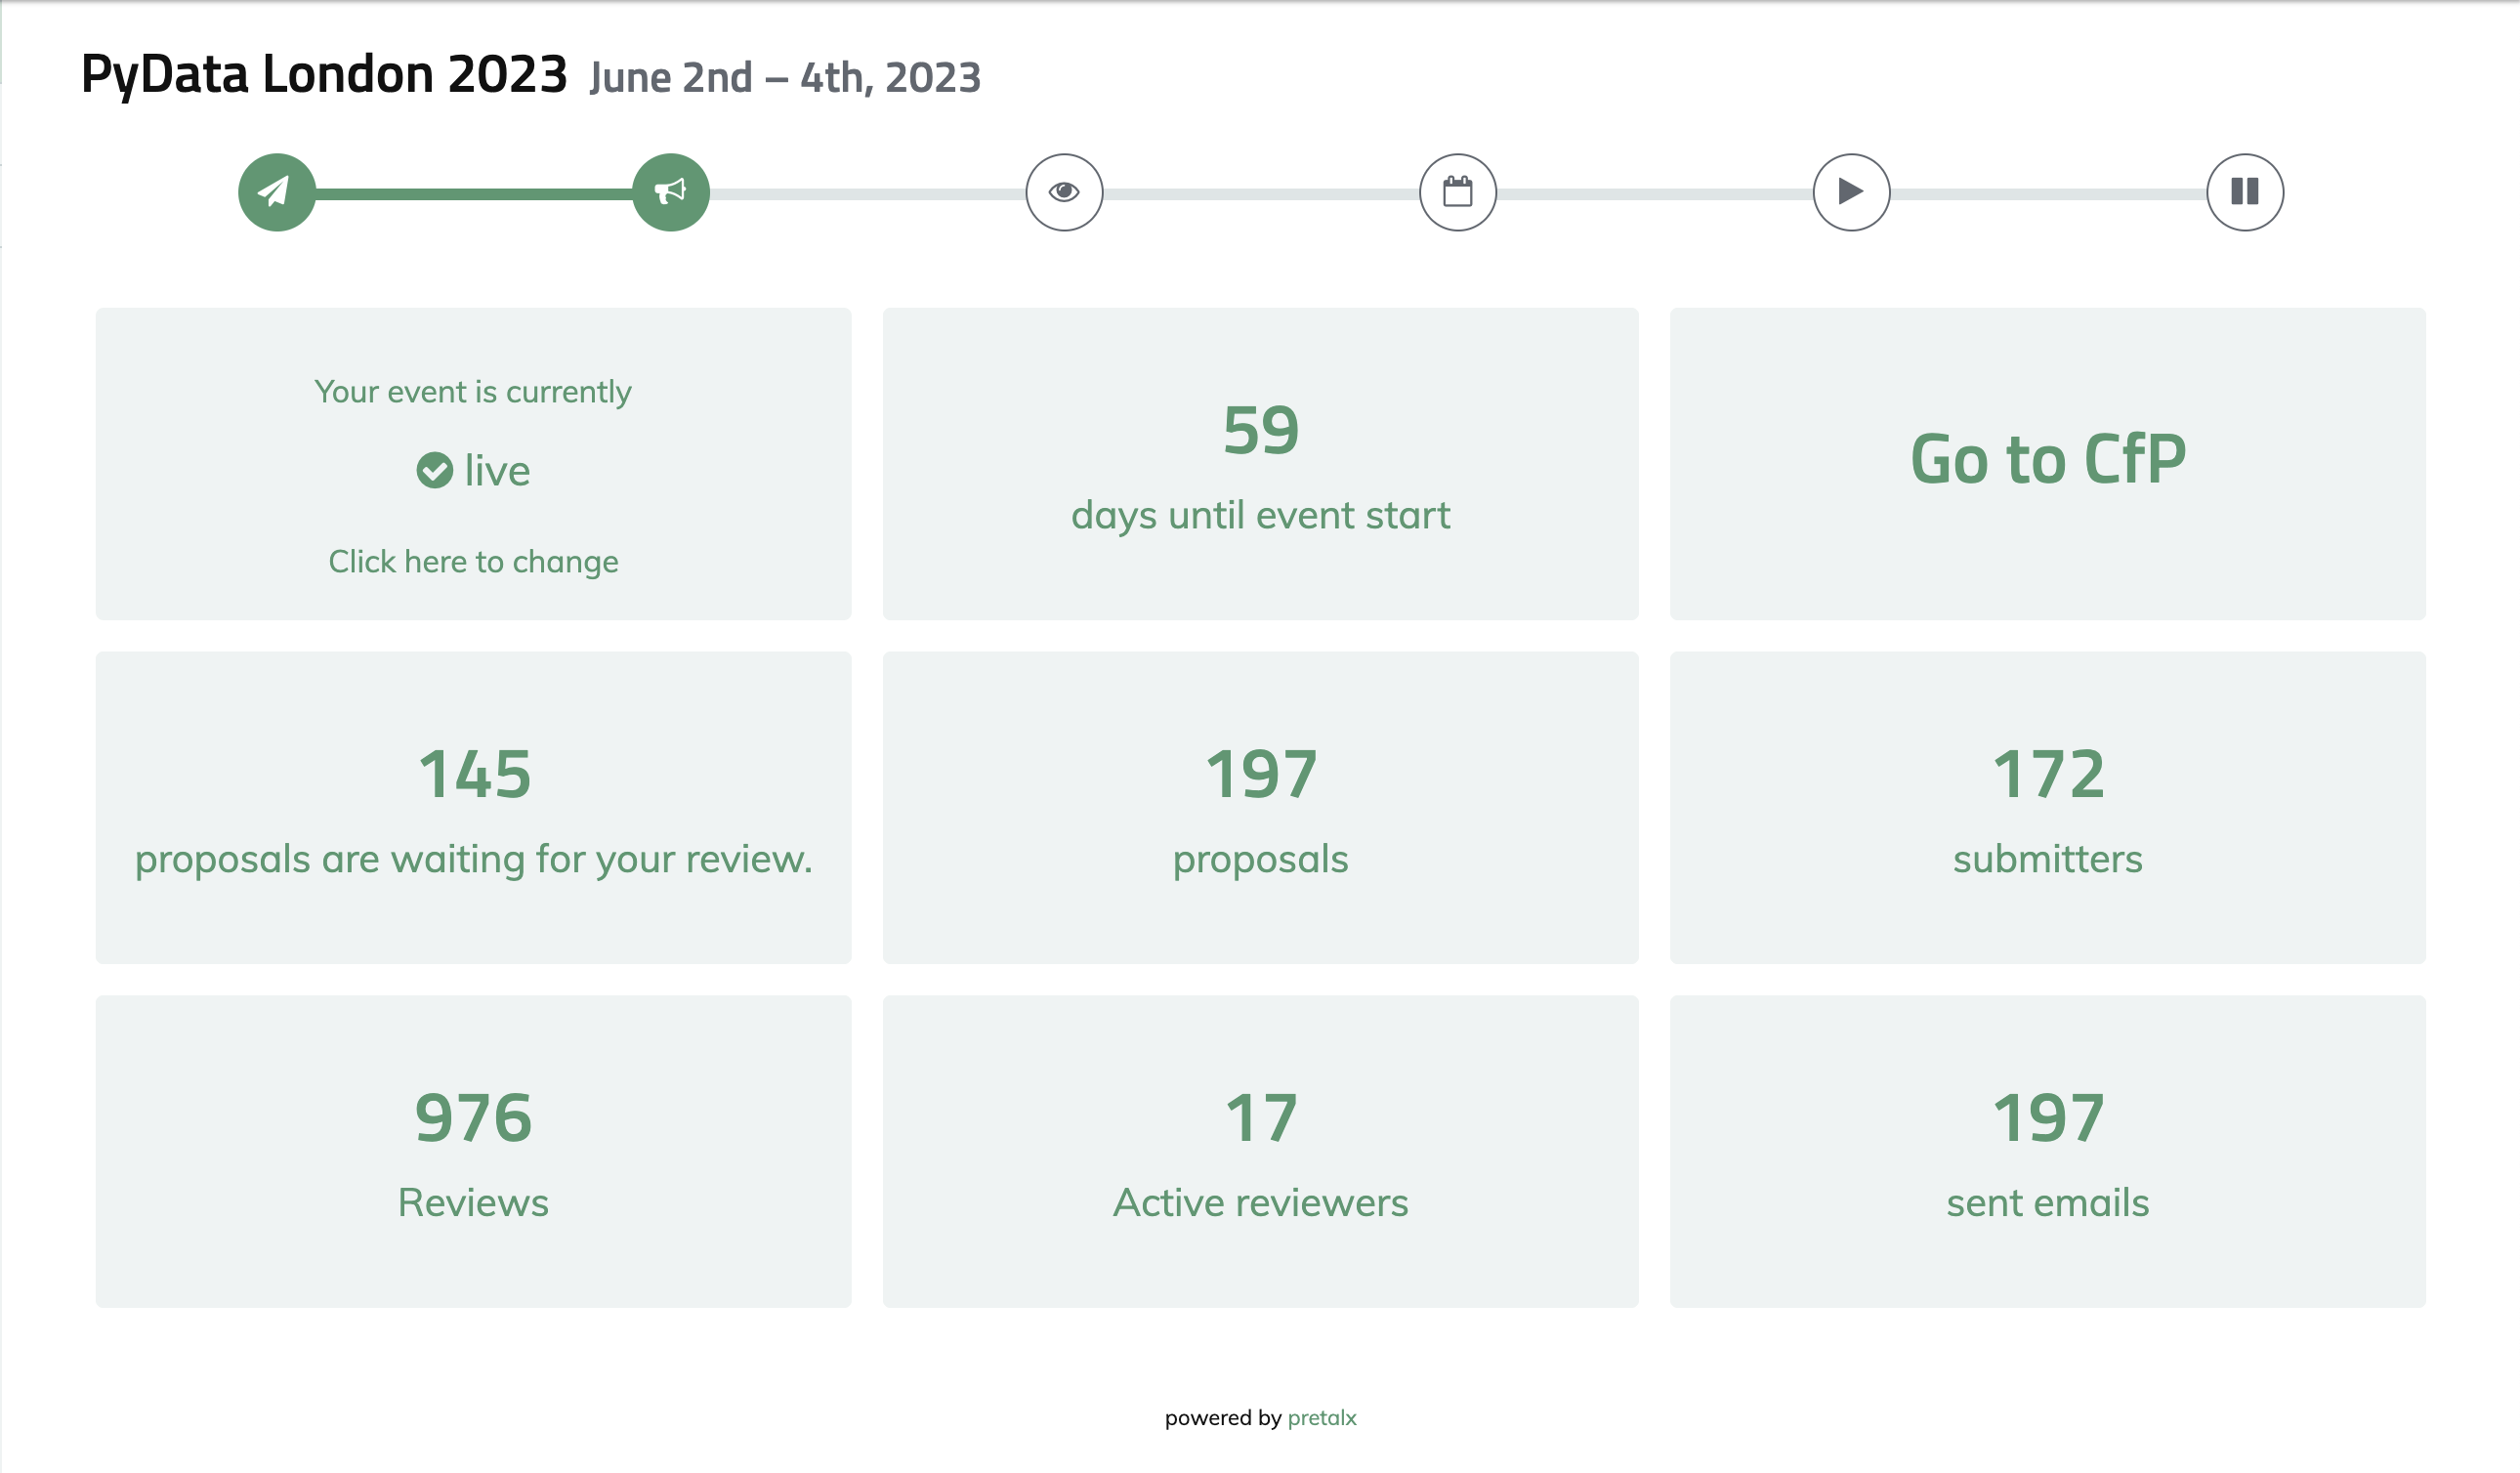 PyData London 2023 June 2nd – 4th, 2023
Your event is currently
live
Click here to change
59
days until event start
Go to CfP
145
proposals are waiting for your review.
197
proposals
172
submitters
976
Reviews
17
Active reviewers
197
sent emails
powered by pretalx